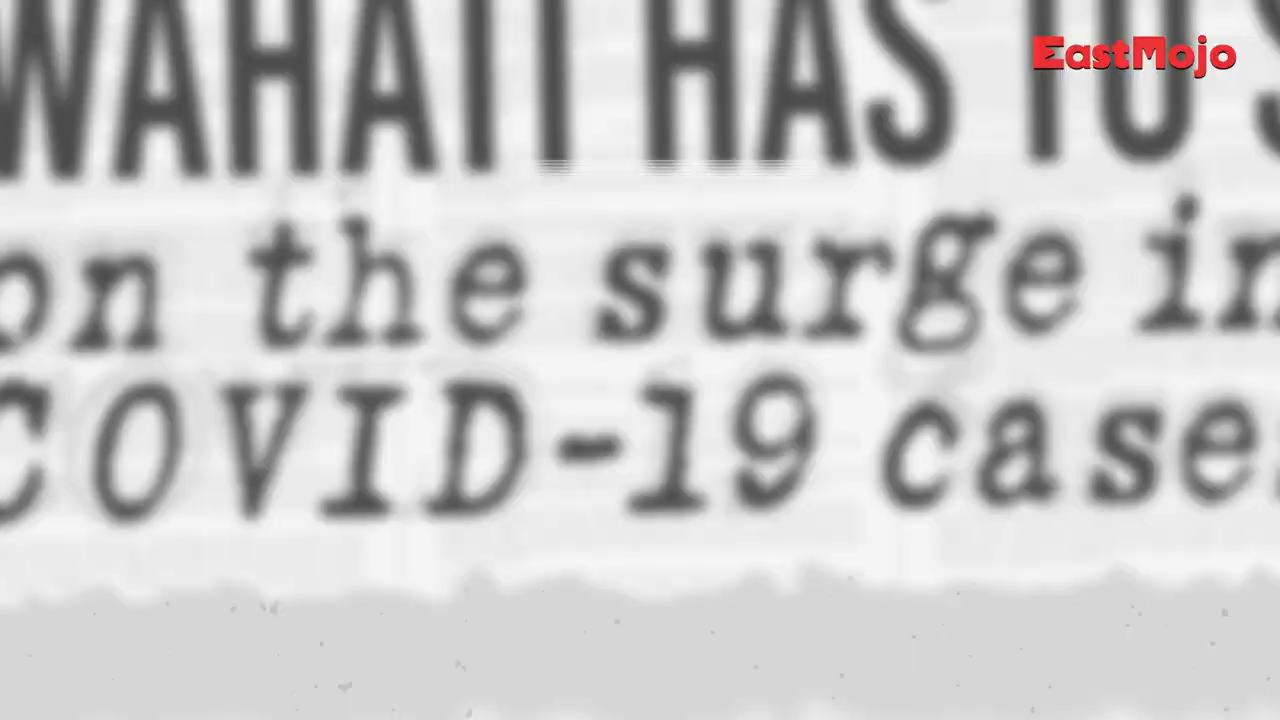 EastMojo
WAHATI HAS TO S
on the surge in
COVID-19 cases